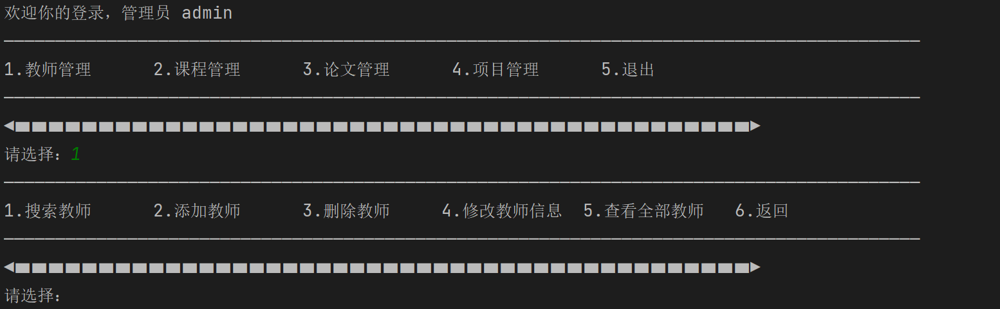 欢迎你的登录，管理员 admin
1.教师管理 2.课程管理 3.论文管理 4.项目管理 5.退出
请选择：1
1.搜索教师 2.添加教师 3.删除教师 4.修改教师信息 5.查看全部教师 6.返回
请选择：